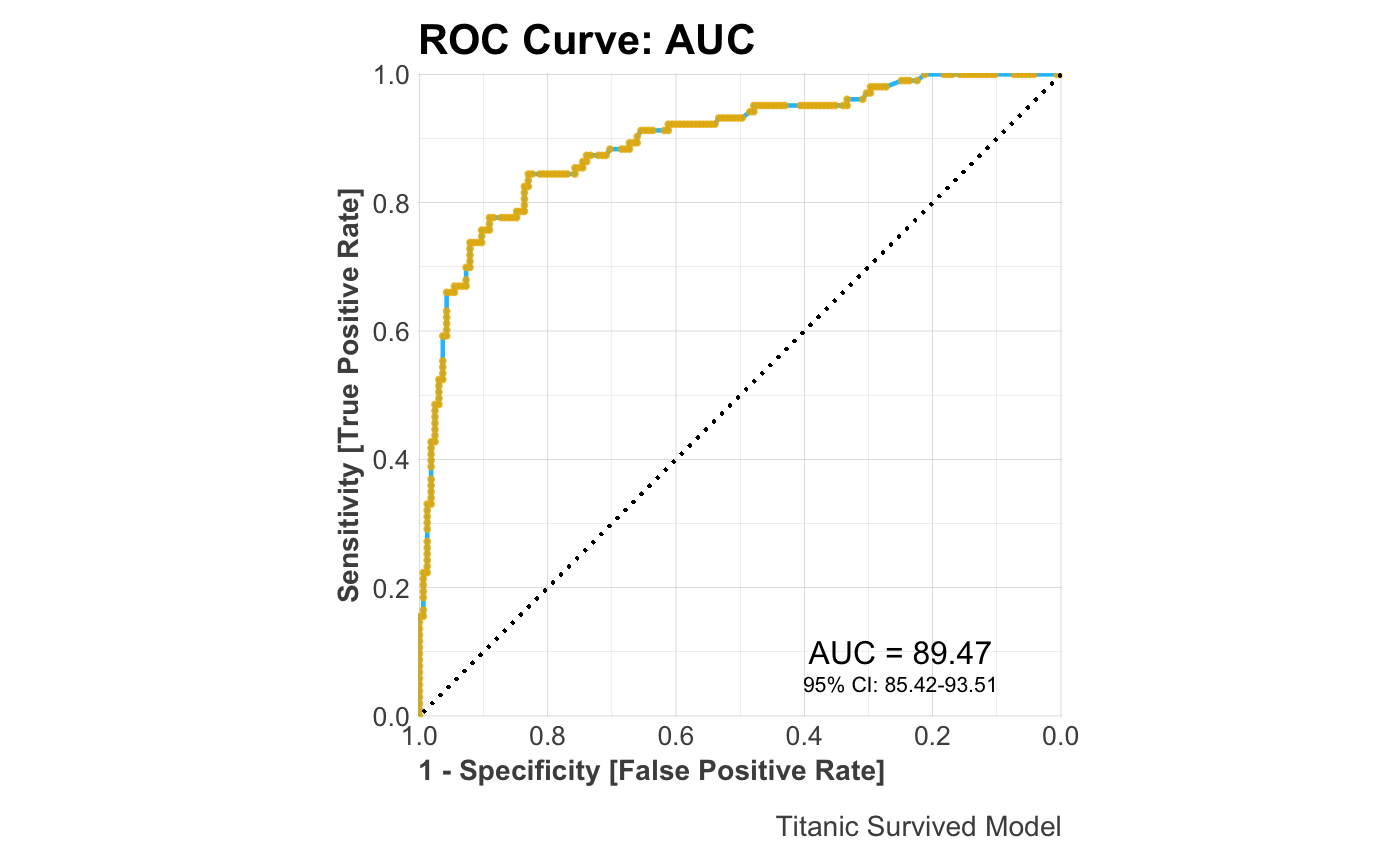 ROC Curve: AUC
Sensitivity [True Positive Rate]
1.0
0.8
0.6
0.4
0.2
0.0
1.0 0.8 0.6 0.4 0.2 0.0
AUC = 89.47
95% CI: 85.42-93.51
1 - Specificity [False Positive Rate]
Titanic Survived Model